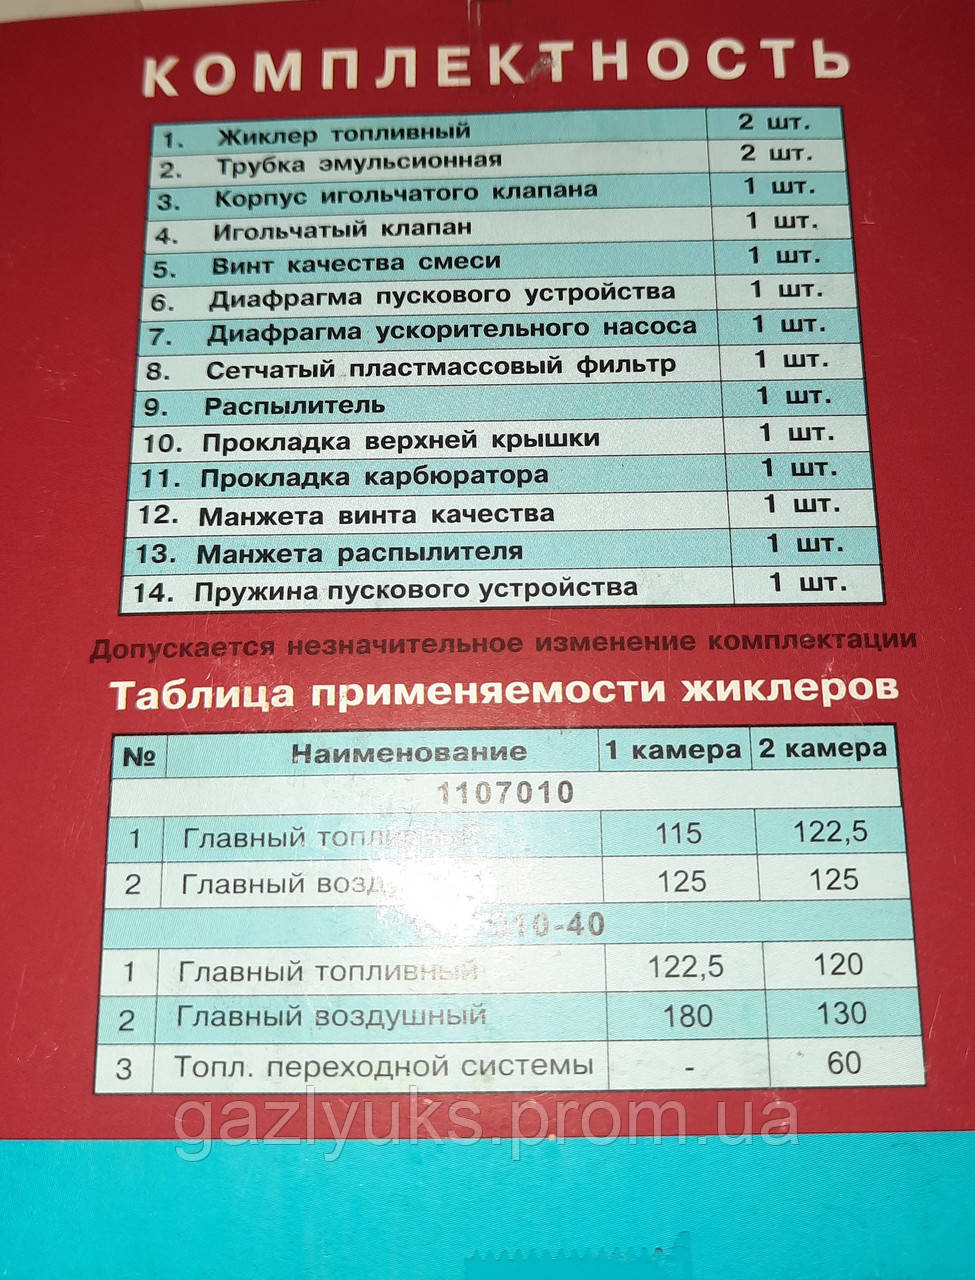 КОМПЛЕКТНОСТЬ
1. Жиклер топливный 2 шт.
2. Трубка эмульсионная 2 шт.
3. Корпус игольчатого клапана 1 шт.
4. Игольчатый клапан 1 шт.
5. Винт качества смеси 1 шт.
6. Диафрагма пускового устройства 1 шт.
7. Диафрагма ускорительного насоса 1 шт.
8. Сетчатый пластмассовый фильтр 1 шт.
9. Распылитель 1 шт.
10. Прокладка верхней крышки 1 шт.
11. Прокладка карбюратора 1 шт.
12. Манжета винта качества 1 шт.
13. Манжета распылителя 1 шт.
14. Пружина пускового устройства 1 шт.
Допускается незначительное изменение комплектации
Таблица применяемости жиклеров
№ Наименование 1 камера 2 камера
1107010
1 Главный топливный 115 122,5
2 Главный 125 125
1 Главный топливный 122,5 120
2 Главный воздушный 180 130
3 Топл. переходной системы - 60
gazlyuks.prom.ua